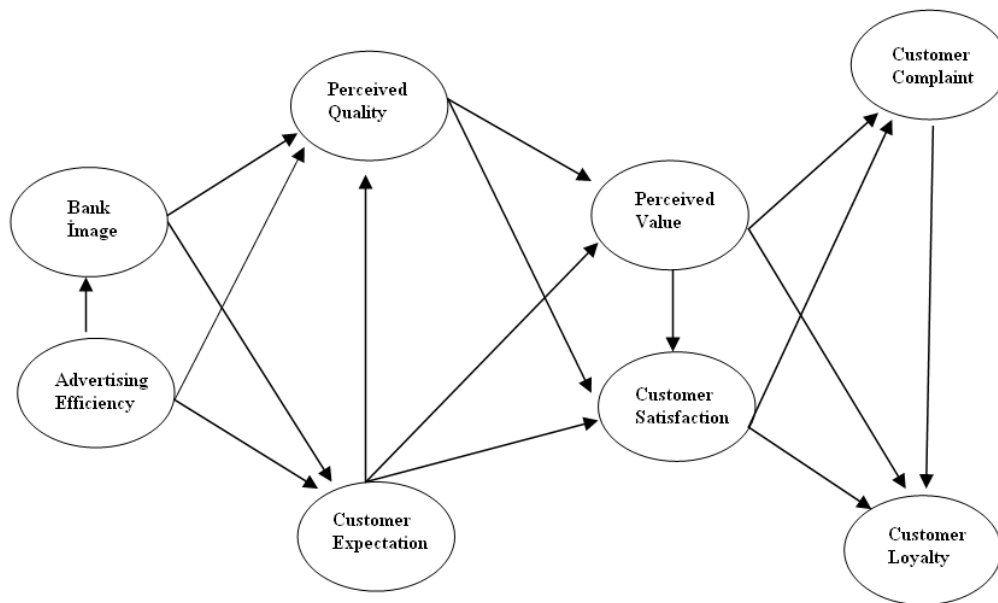 Customer
Complaint
Perceived
Quality
Perceived
Value
Bank
İmage
Advertising
Efficiency
Customer
Satisfaction
Customer
Expectation
Customer
Loyalty